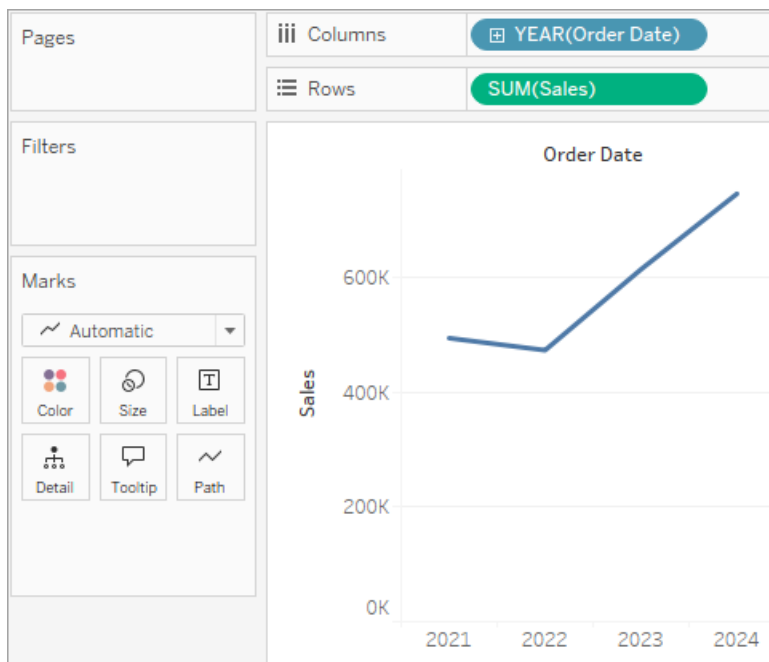 Pages
Columns
YEAR(Order Date)
Rows
SUM(Sales)
Filters
Marks
Automatic
Color
Size
Label
Detail
Tooltip
Path
Order Date
Sales
600K
400K
200K
0K
2021 2022 2023 2024